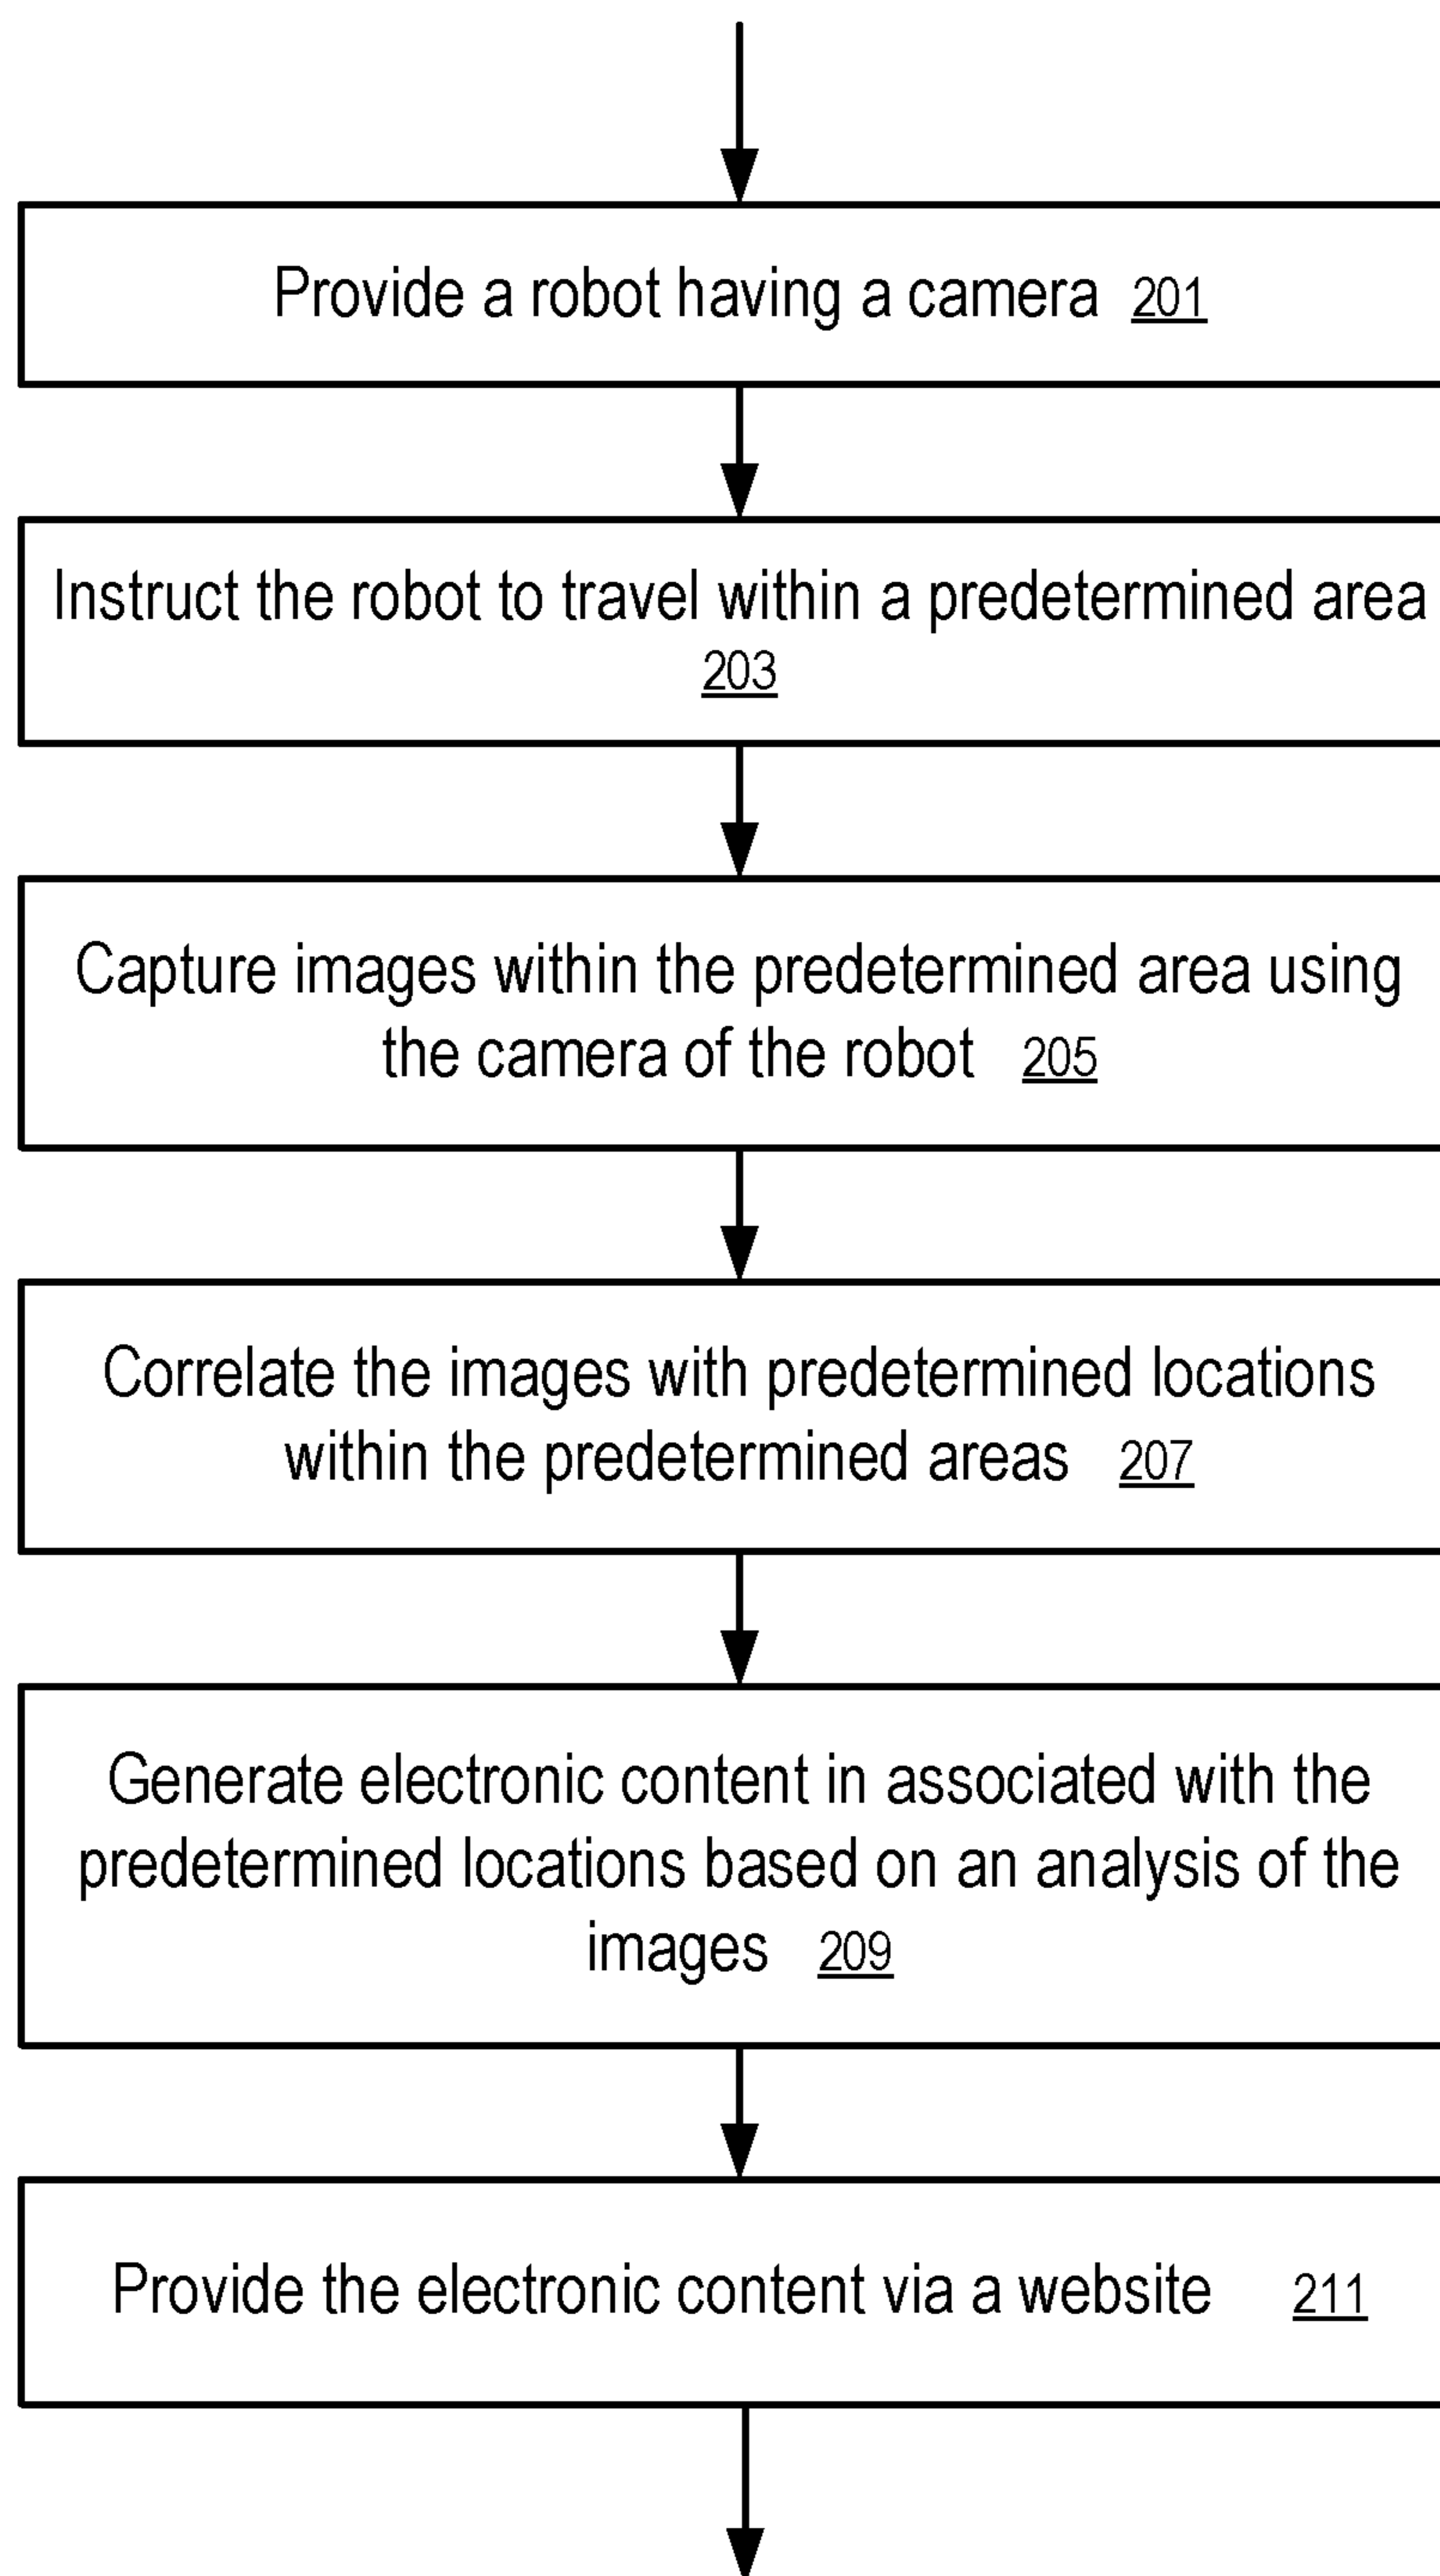 Provide a robot having a camera 201
Instruct the robot to travel within a predetermined area
203
Capture images within the predetermined area using
the camera of the robot 205
Correlate the images with predetermined locations
within the predetermined areas 207
Generate electronic content in associated with the
predetermined locations based on an analysis of the
images 209
Provide the electronic content via a website 211